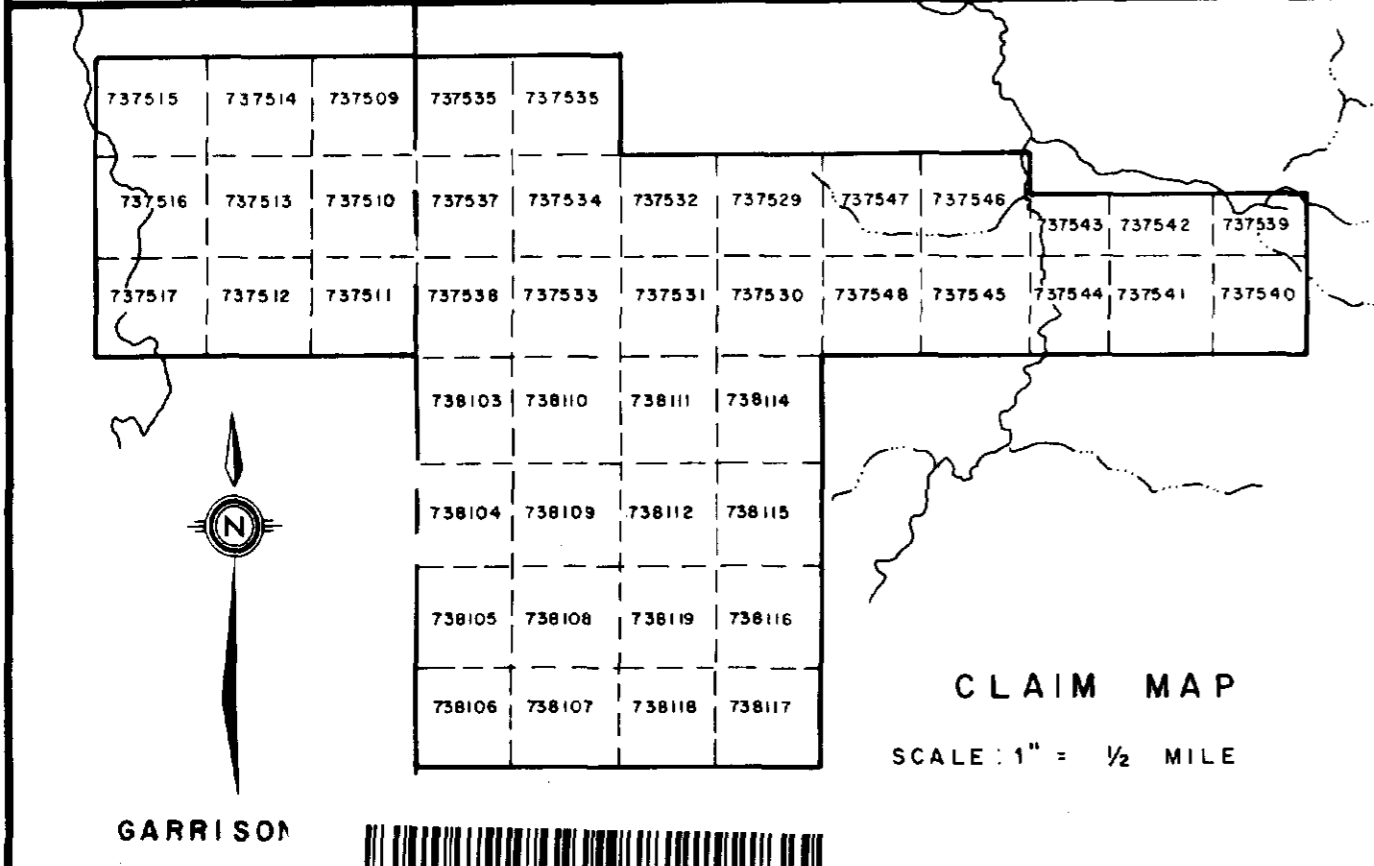 737515 737514 737509 737535 737535
737516 737513 737510 737537 737534 737532 737529 737547 737546
737543 737542 737539
737517 737512 737511 737538 737533 737531 737530 737548 737545 737544 737541 737540
738103 738110 738111 738114
N
738104 738109 738112 738115
738105 738108 738119 738116
738106 738107 738118 738117
CLAIM MAP
SCALE : 1" = ½ MILE
GARRISON